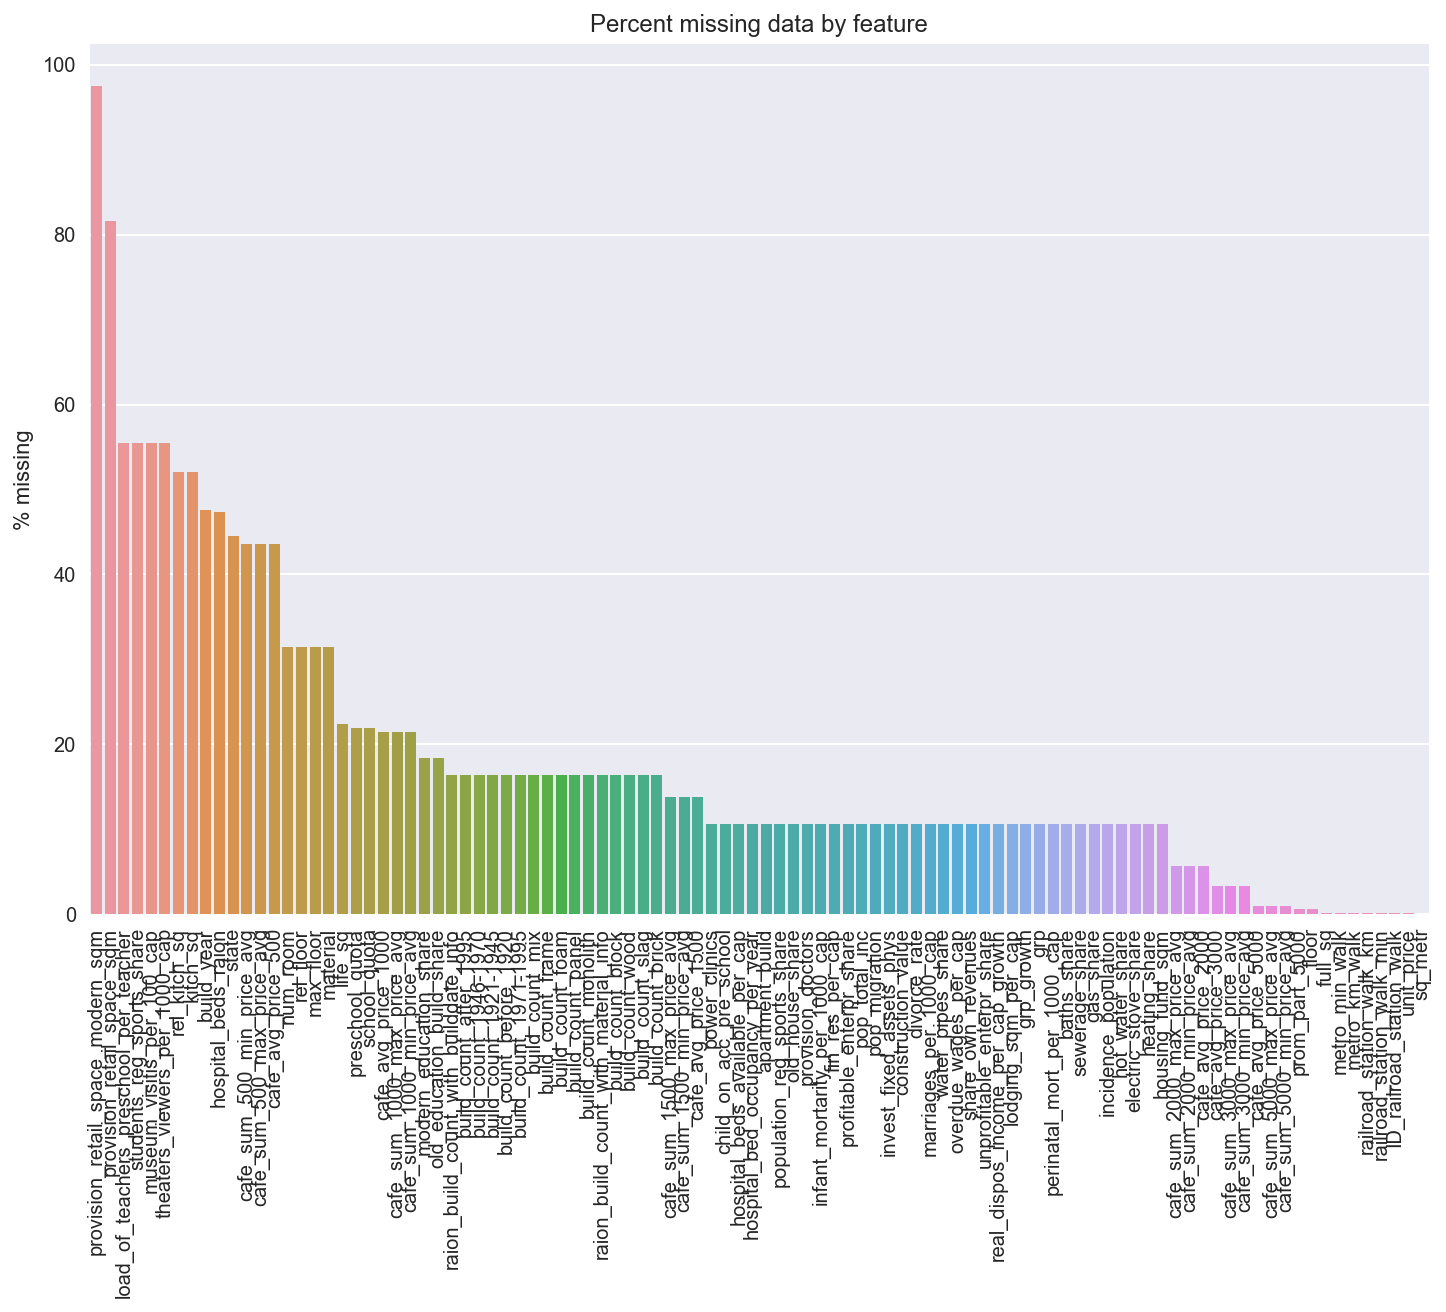 Percent missing data by feature
% missing
100
80
60
40
20
0
provision_retail_space_modern_sqm
provision_retail_space_sqm
load_of_teachers_preschool_per_teacher
students_reg_sports_share
museum_visitis_per_100_cap
theaters_viewers_per_1000_cap
rel_kitch_sq
kitch_sq
build_year
hospital_beds_raion
state
cafe_sum_500_min_price_avg
cafe_sum_500_max_price_avg
cafe_avg_price_500
num_room
rel_floor
max_floor
material
life_sq
preschool_quota
school_quota
cafe_avg_price_1000
cafe_sum_1000_max_price_avg
cafe_sum_1000_min_price_avg
modern_education_share
old_education_build_share
raion_build_count_with_builddate_info
build_count_after_1995
build_count_1946-1970
build_count_1921-1945
build_count_before_1920
build_count_1971-1995
build_count_mix
build_count_frame
build_count_foam
build_count_panel
build_count_monolith
raion_build_count_with_material_info
build_count_block
build_count_wood
build_count_slag
build_count_brick
cafe_sum_1500_max_price_avg
cafe_sum_1500_min_price_avg
cafe_avg_price_1500
power_clinics
child_on_acc_pre_school
hospital_beds_available_per_cap
hospital_bed_occupancy_per_year
apartment_build
population_reg_sports_share
old_house_share
provision_doctors
infant_mortarity_per_1000_cap
fin_res_per_cap
profitable_enterpr_share
pop_total_inc
pop_migration
invest_fixed_assets_phys
construction_value
divorce_rate
marriages_per_1000_cap
water_pipes_share
overdue_wages_per_cap
share_own_revenues
unprofitable_enterpr_share
real_dispos_income_per_cap_growth
lodging_sqm_per_cap
grp_growth
grp
perinatal_mort_per_1000_cap
baths_share
sewerage_share
gas_share
incidence_population
hot_water_share
electric_stove_share
heating_share
housing_fund_sqm
cafe_sum_2000_max_price_avg
cafe_sum_2000_min_price_avg
cafe_avg_price_2000
cafe_avg_price_3000
cafe_sum_3000_max_price_avg
cafe_sum_3000_min_price_avg
cafe_avg_price_5000
cafe_sum_5000_max_price_avg
cafe_sum_5000_min_price_avg
prom_part_5000
floor
full_sq
metro_min_walk
metro_km_walk
railroad_station_walk_km
railroad_station_walk_min
ID_railroad_station_walk
unit_price
sq_metr